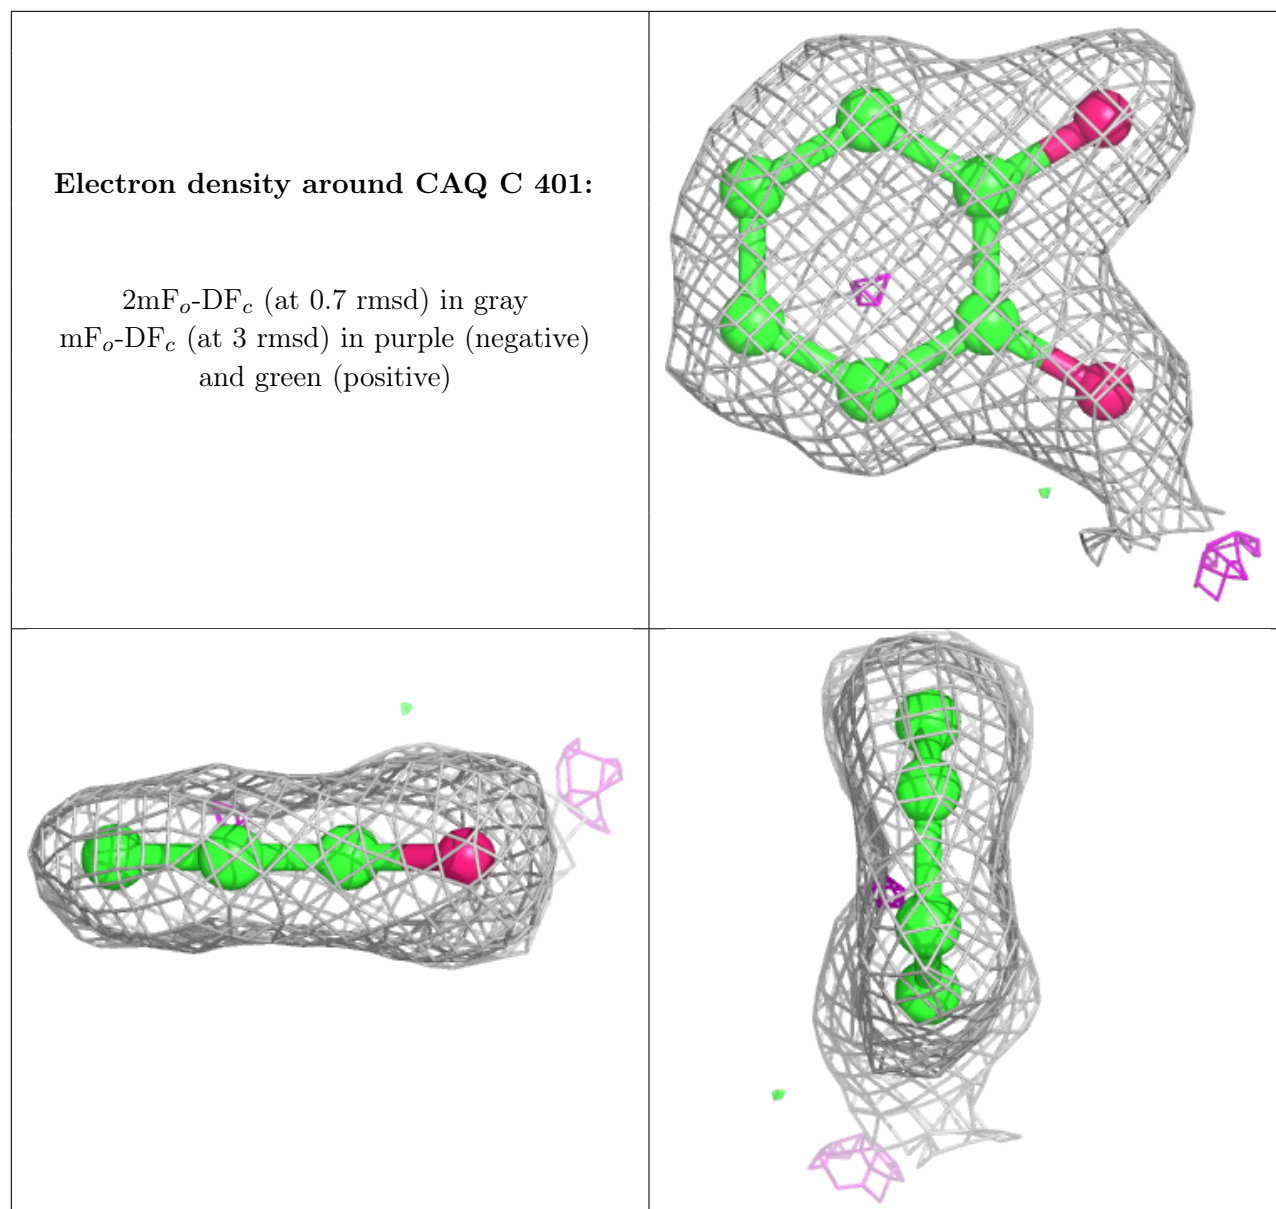 Electron density around CAQ C 401:
2mFo-DFc (at 0.7 rmsd) in gray
mFo-DFc (at 3 rmsd) in purple (negative)
and green (positive)